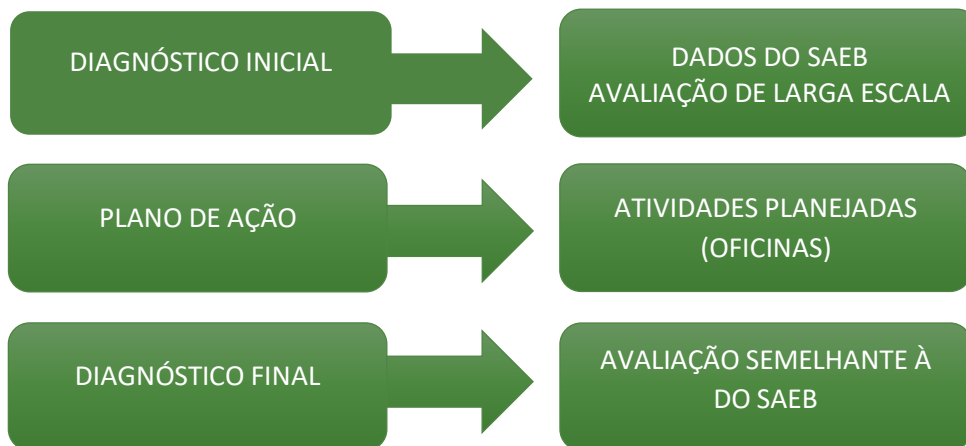 DIAGNÓSTICO INICIAL
DADOS DO SAEB
AVALIAÇÃO DE LARGA ESCALA
PLANO DE AÇÃO
ATIVIDADES PLANEJADAS
(OFICINAS)
DIAGNÓSTICO FINAL
AVALIAÇÃO SEMELHANTE À
DO SAEB